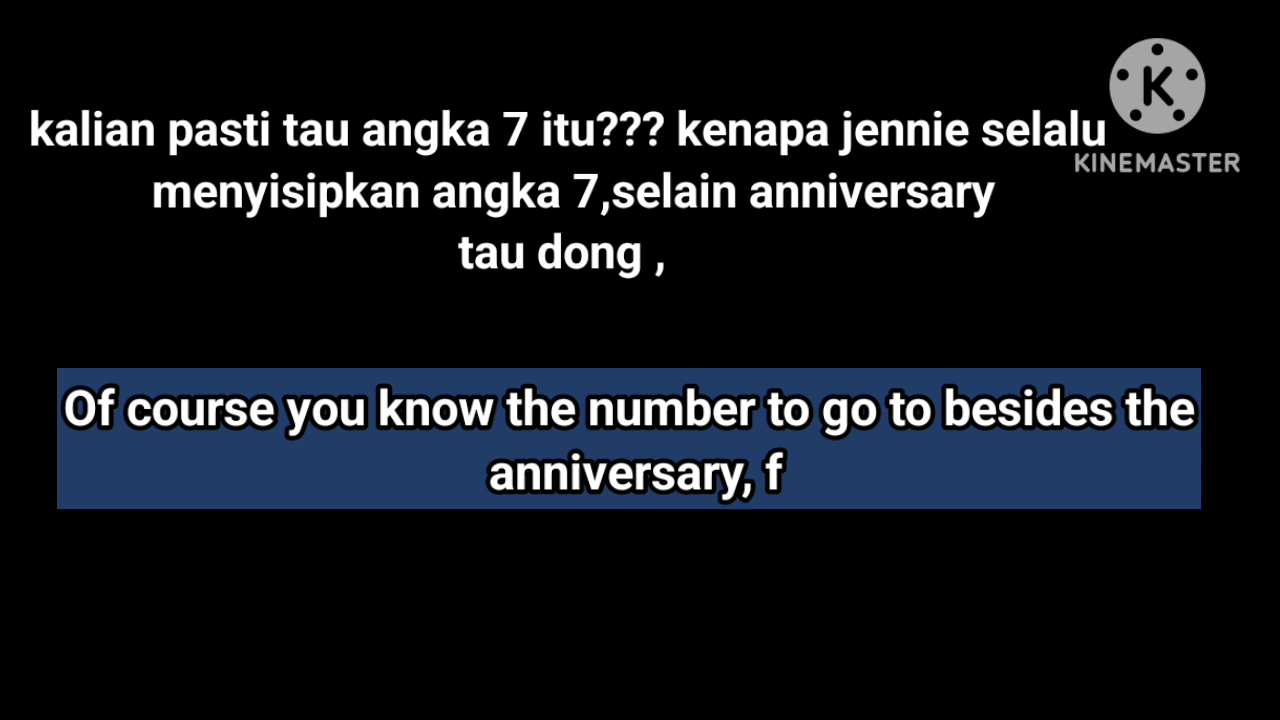 kalian pasti tau angka 7 itu??? kenapa jennie selalu
menyisipkan angka 7,selain anniversary
tau dong ,
K
KINEMASTER
Of course you know the number to go to besides the
anniversary, f